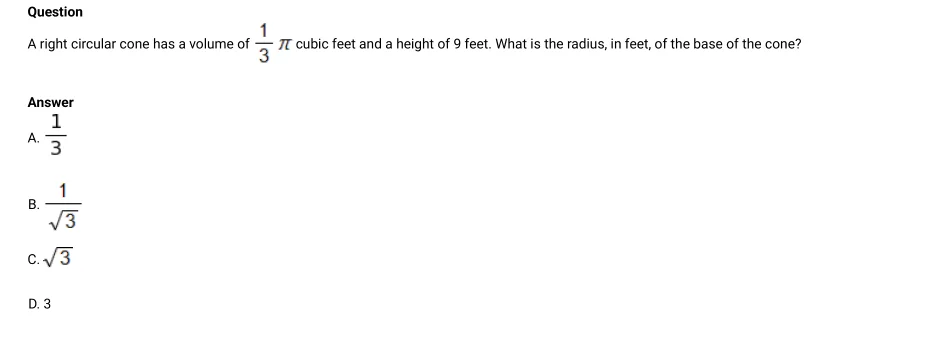 Question
A right circular cone has a volume of 1/3 π cubic feet and a height of 9 feet. What is the radius, in feet, of the base of the cone?
Answer
A. 1/3
B. 1/√3
C. √3
D. 3